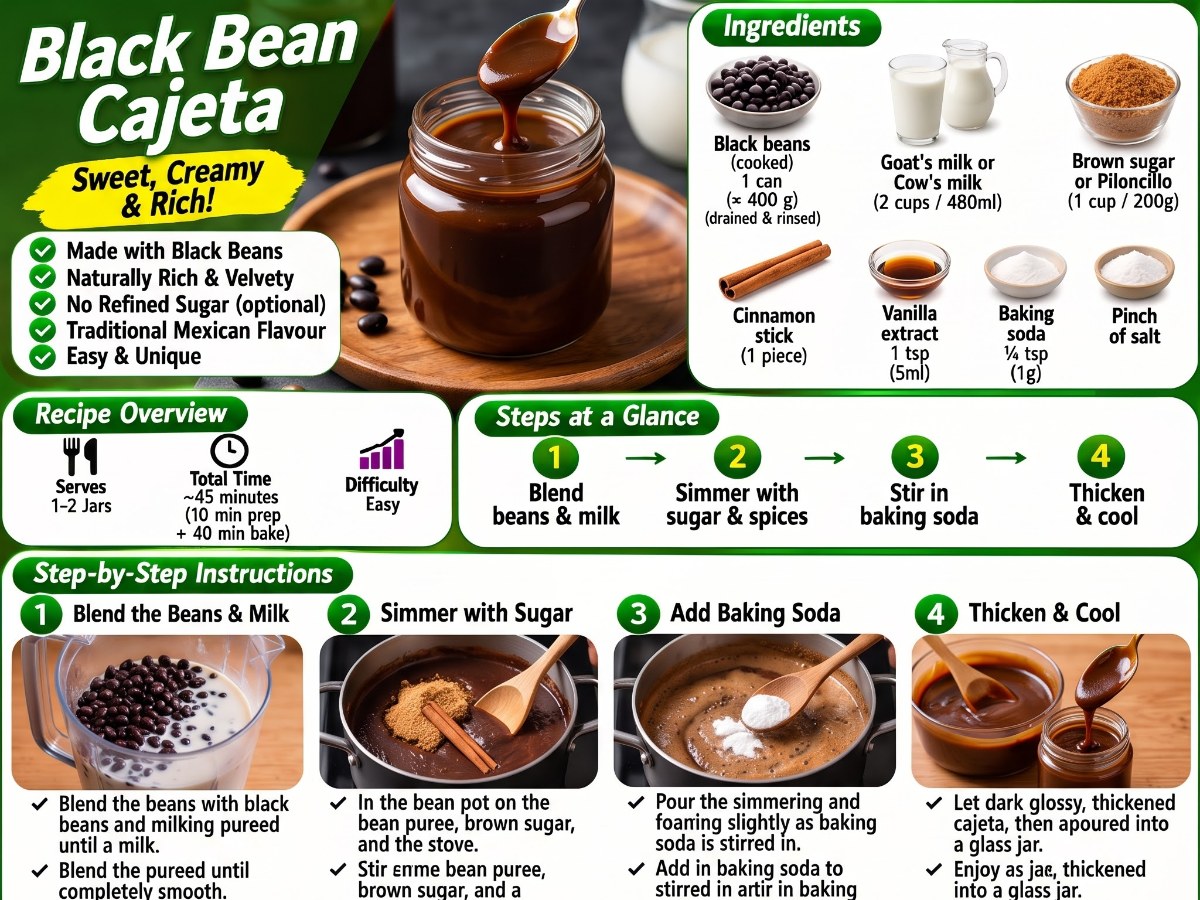 Black Bean
Cajeta
Sweet, Creamy
& Rich!
Made with Black Beans
Naturally Rich & Velvety
No Refined Sugar (optional)
Traditional Mexican Flavour
Easy & Unique
Ingredients
Black beans
(cooked)
1 can
(≈ 400 g)
(drained & rinsed)
Goat's milk or
Cow's milk
(2 cups / 480ml)
Brown sugar
or Piloncillo
(1 cup / 200g)
Cinnamon
stick
(1 piece)
Vanilla
extract
1 tsp
(5ml)
Baking
soda
¼ tsp
(1g)
Pinch
of salt
Recipe Overview
Serves
1–2 Jars
Total Time
~45 minutes
(10 min prep
+ 40 min bake)
Difficulty
Easy
Steps at a Glance
1
Blend
beans & milk
2
Simmer with
sugar & spices
3
Stir in
baking soda
4
Thicken
& cool
Step-by-Step Instructions
1 Blend the Beans & Milk
Blend the beans with black
beans and milking pureed
until a milk.
Blend the pureed until
completely smooth.
2 Simmer with Sugar
In the bean pot on the
bean puree, brown sugar,
and the stove.
Stir bean puree,
brown sugar, and a
3 Add Baking Soda
Pour the simmering and
foaming slightly as baking
soda is stirred in.
Add in baking soda to
stirred in artir in baking
4 Thicken & Cool
Let dark glossy, thickened
cajeta, then apoured into
a glass jar.
Enjoy as thickened
into a glass jar.